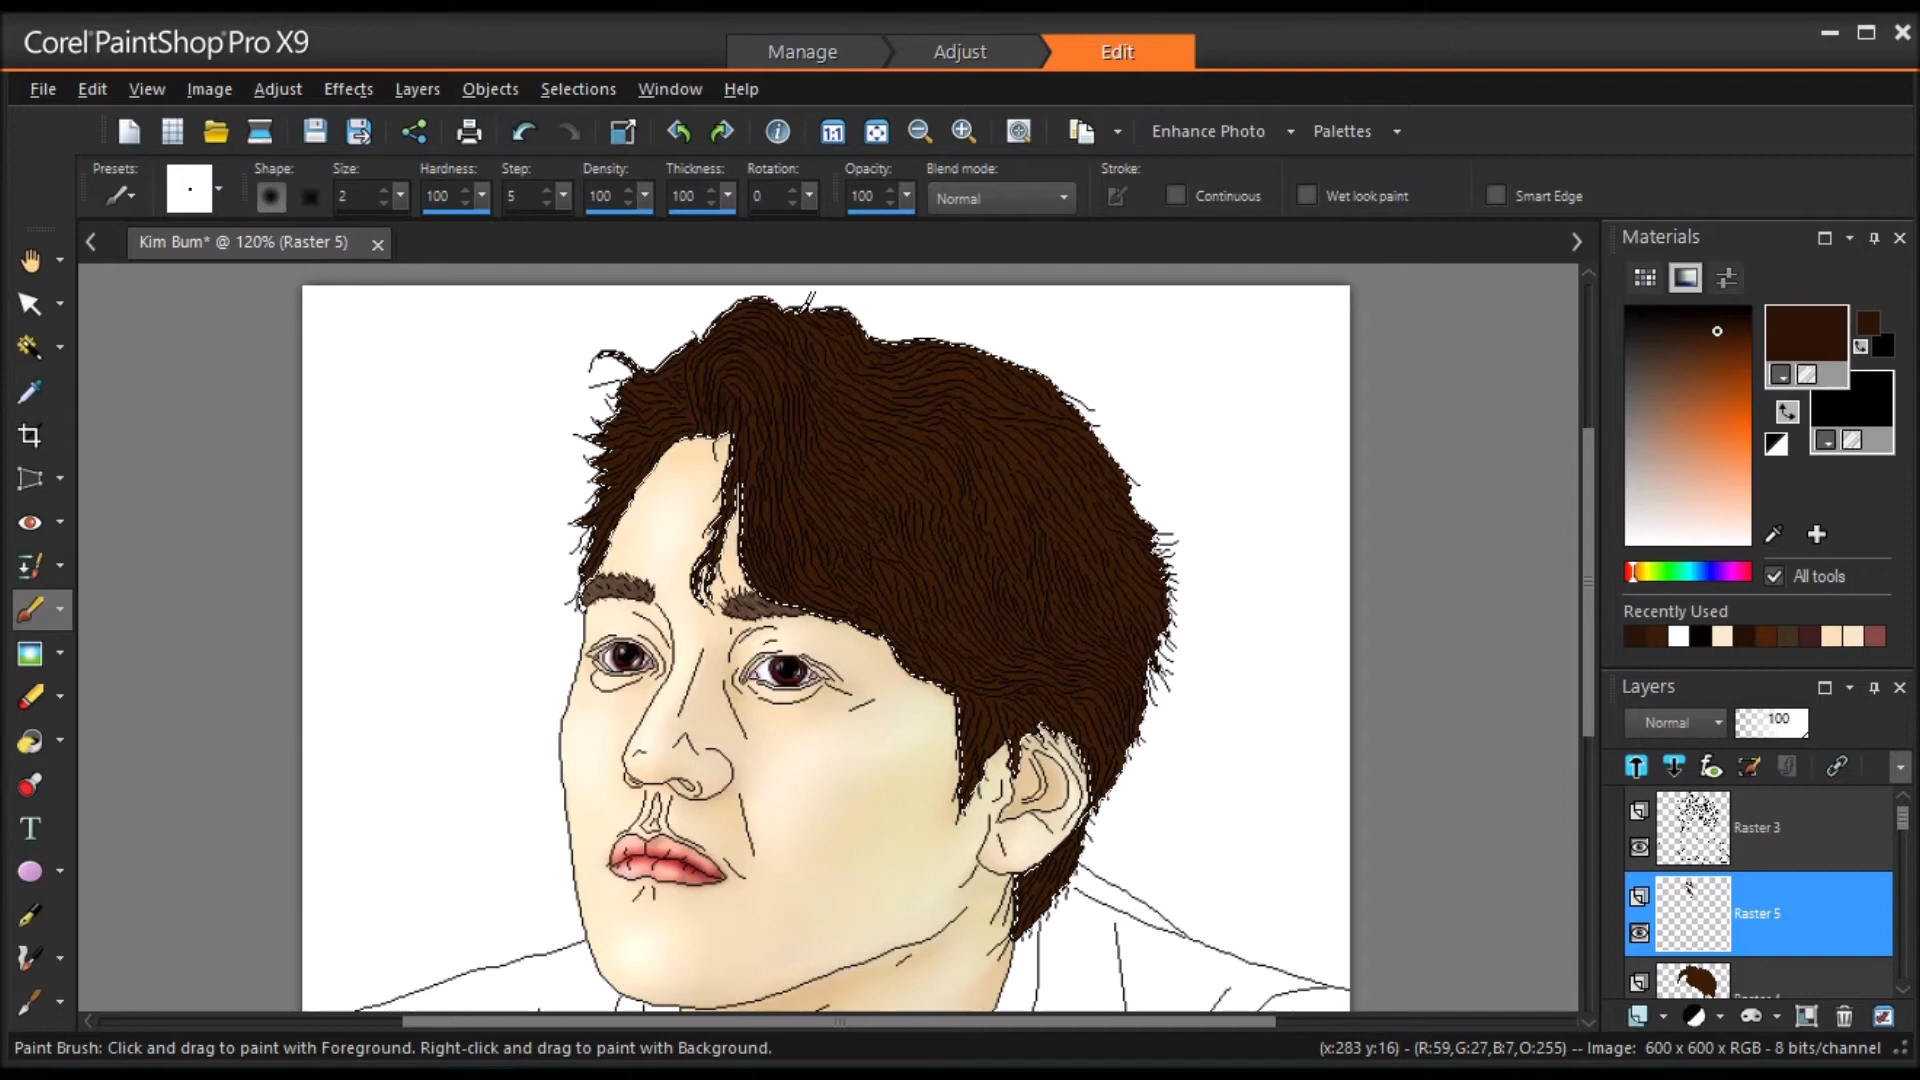 Corel PaintShop Pro X9
Manage
Adjust
Edit
File Edit View Image Adjust Effects Layers Objects Selections Window Help
1:1
Enhance Photo
Palettes
Presets:
Shape:
Size:
Hardness:
Step:
Density:
Thickness:
Rotation:
Opacity:
Blend mode:
Stroke:
2
100
5
100
100
0
100
Normal
Continuous
Wet look paint
Smart Edge
Kim Bum* @ 120% (Raster 5)
Materials
All tools
Recently Used
Layers
Normal
100
Raster 3
Raster 5
Paint Brush: Click and drag to paint with Foreground. Right-click and drag to paint with Background.
(x:283 y:16) - (R:59,G:27,B:7,O:255) -- Image: 600 x 600 x RGB - 8 bits/channel